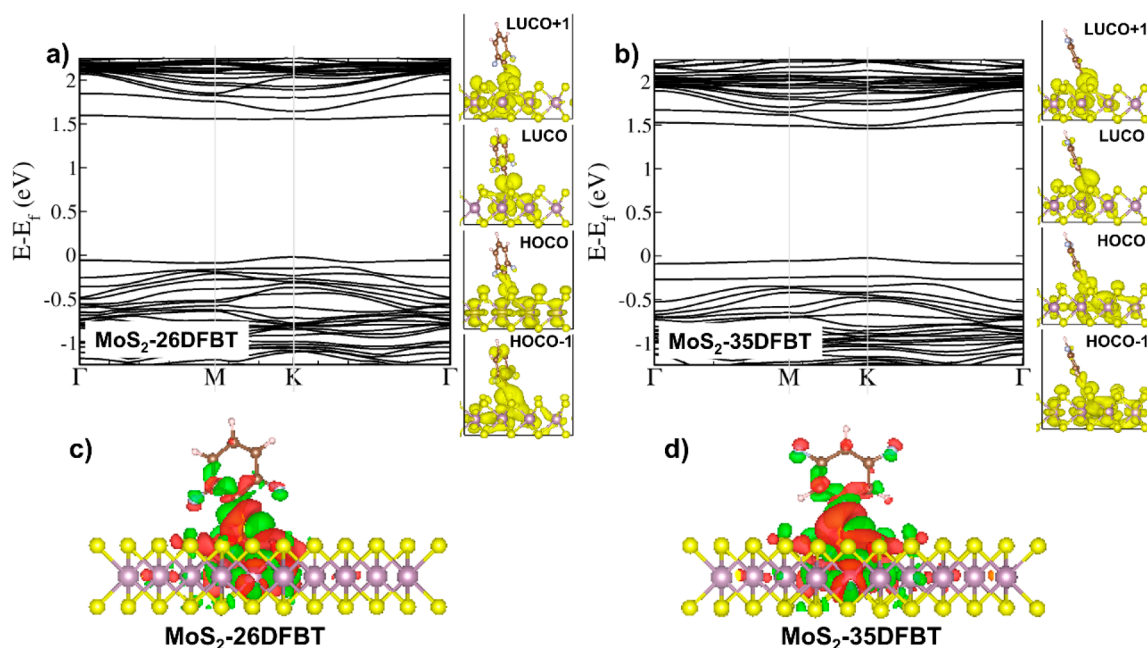 a)
E-E_f (eV)
2
1.5
1
0.5
0
-0.5
-1
MoS₂-26DFBT
Γ M K Γ
LUCO+1
LUCO
HOCO
HOCO-1
b)
E-E_f (eV)
2
1.5
1
0.5
0
-0.5
-1
MoS₂-35DFBT
Γ M K Γ
LUCO+1
LUCO
HOCO
HOCO-1
c)
MoS₂-26DFBT
d)
MoS₂-35DFBT